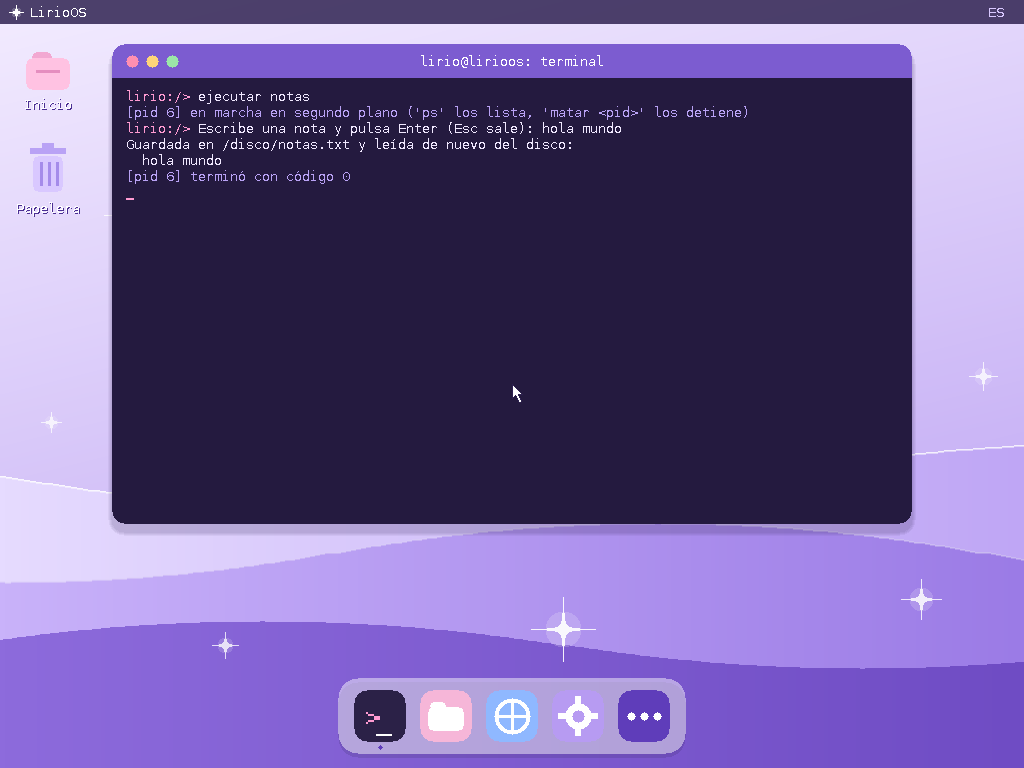 LirioOS
ES
lirio@lirioos: terminal
Inicio
Papelera
lirio:/> ejecutar notas
[pid 6] en marcha en segundo plano ('ps' los lista, 'matar <pid>' los detiene)
lirio:/> Escribe una nota y pulsa Enter (Esc sale): hola mundo
Guardada en /disco/notas.txt y leída de nuevo del disco:
  hola mundo
[pid 6] terminó con código 0
_
>_